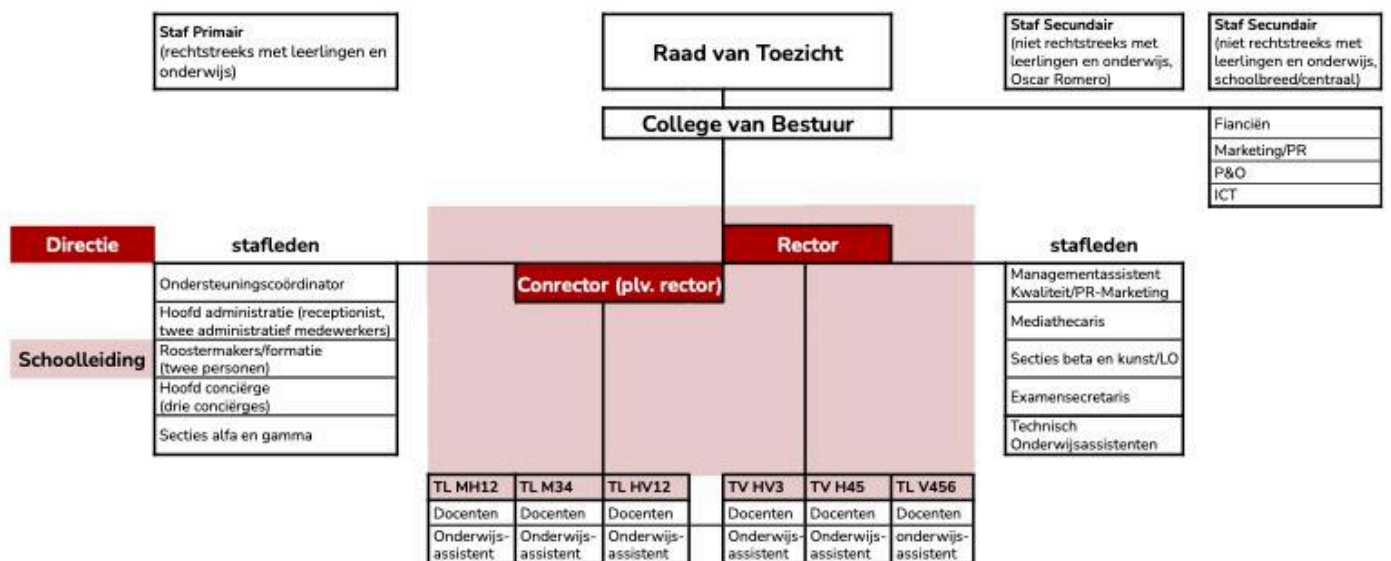 Staf Primair
(rechtstreeks met leerlingen en
onderwijs)
Raad van Toezicht
Staf Secundair
(niet rechtstreeks met
leerlingen en onderwijs,
Oscar Romero)
Staf Secundair
(niet rechtstreeks met
leerlingen en onderwijs,
schoolbreed/centraal)
College van Bestuur
Fianciën
Marketing/PR
P&O
ICT
Directie
stafleden
Rector
stafleden
Conrector (plv. rector)
Ondersteuningscoördinator
Hoofd administratie (receptionist,
twee administratief medewerkers)
Schoolleiding
Roostermakers/formatie
(twee personen)
Hoofd conciërge
(drie conciërges)
Secties alfa en gamma
Managementassistent
Kwaliteit/PR-Marketing
Mediathecaris
Secties beta en kunst/LO
Examensecretaris
Technisch
Onderwijsassistenten
TL MH12
TL M34
TL HV12
TV HV3
TV H45
TL V456
Docenten
Docenten
Docenten
Docenten
Docenten
Docenten
Onderwijs-
assistent
Onderwijs-
assistent
Onderwijs-
assistent
Onderwijs-
assistent
Onderwijs-
assistent
onderwijs-
assistent